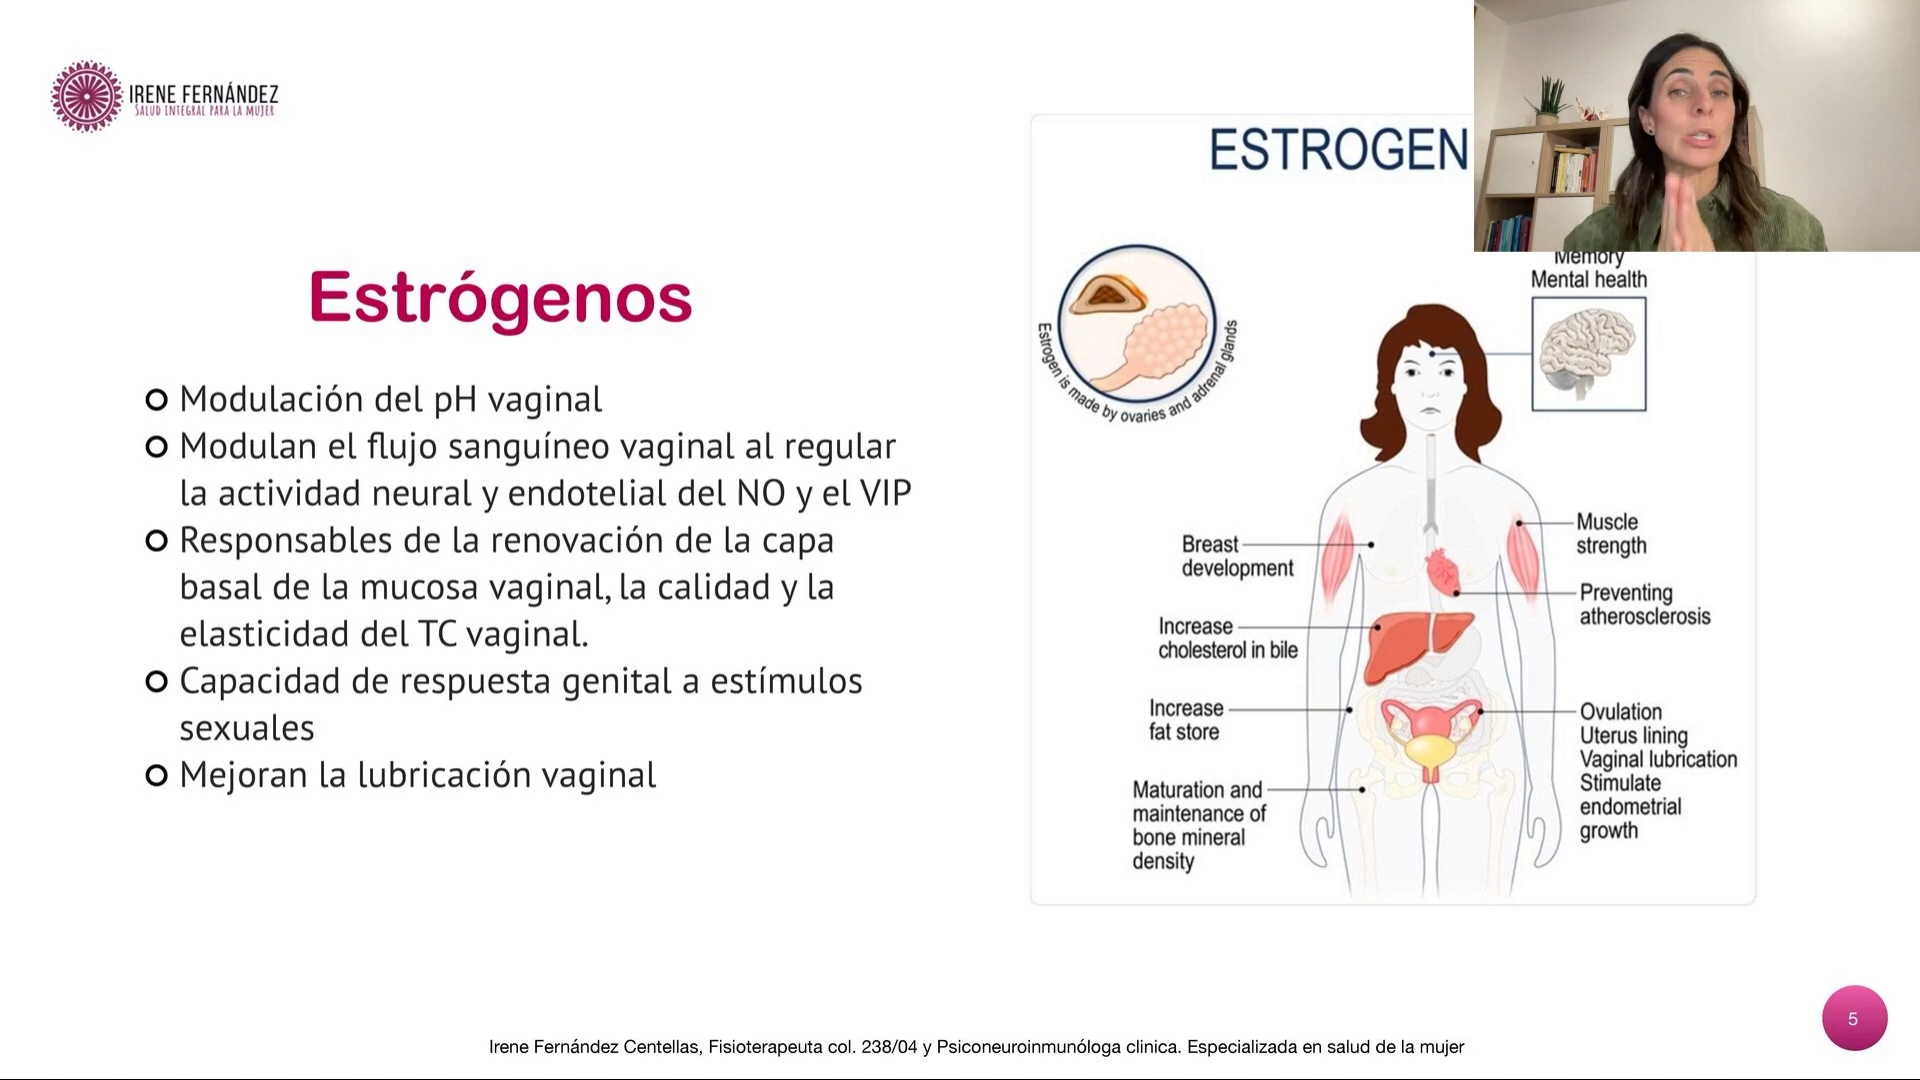 IRENE FERNÁNDEZ
SALUD INTEGRAL PARA LA MUJER
Estrógenos
Modulación del pH vaginal
Modulan el flujo sanguíneo vaginal al regular
la actividad neural y endotelial del NO y el VIP
Responsables de la renovación de la capa
basal de la mucosa vaginal, la calidad y la
elasticidad del TC vaginal.
Capacidad de respuesta genital a estímulos
sexuales
Mejoran la lubricación vaginal
ESTROGEN
Estrogen is made by ovaries and adrenal glands
Memory
Mental health
Breast
development
Increase
cholesterol in bile
Increase
fat store
Maturation and
maintenance of
bone mineral
density
Muscle
strength
Preventing
atherosclerosis
Ovulation
Uterus lining
Vaginal lubrication
Stimulate
endometrial
growth
5
Irene Fernández Centellas, Fisioterapeuta col. 238/04 y Psiconeuroinmunóloga clinica. Especializada en salud de la mujer